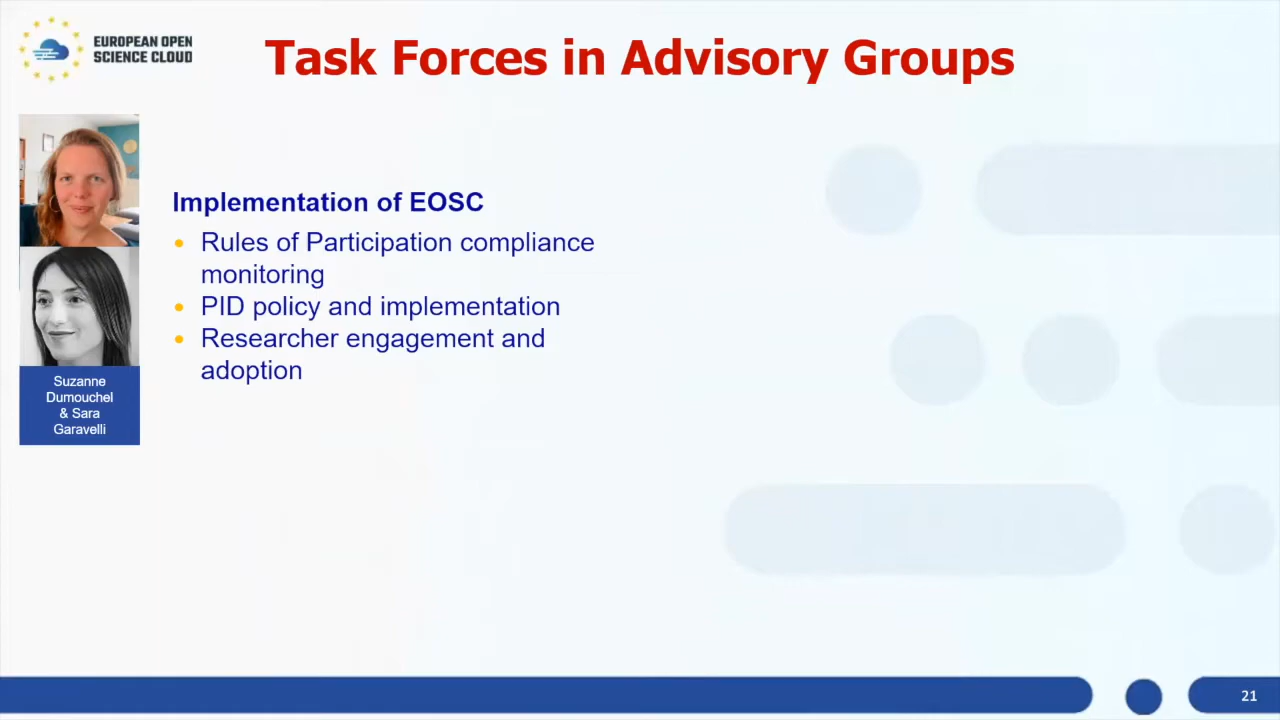 EUROPEAN OPEN
SCIENCE CLOUD
Task Forces in Advisory Groups
Implementation of EOSC
Rules of Participation compliance
monitoring
PID policy and implementation
Researcher engagement and
adoption
Suzanne
Dumouchel
& Sara
Garavelli
21